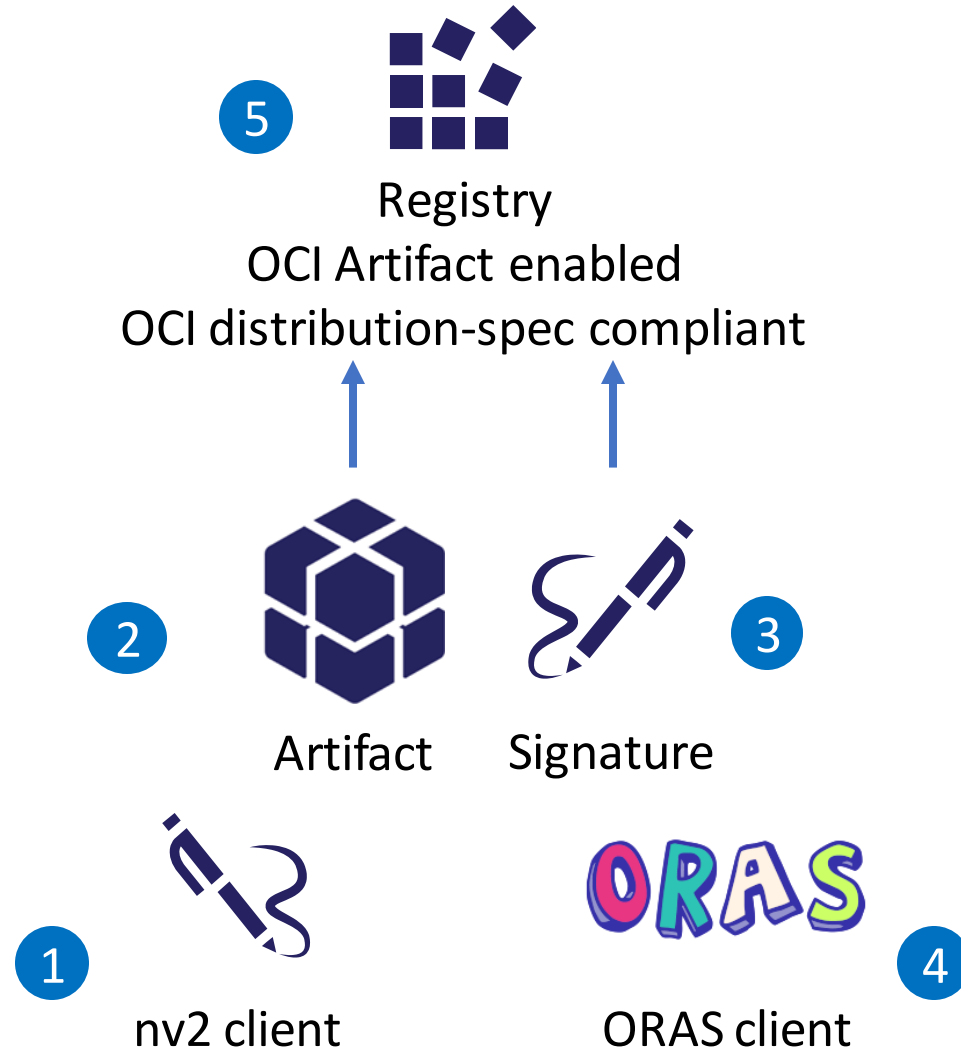 5
Registry
OCI Artifact enabled
OCI distribution-spec compliant
2
3
Artifact
Signature
ORAS
1
4
nv2 client
ORAS client